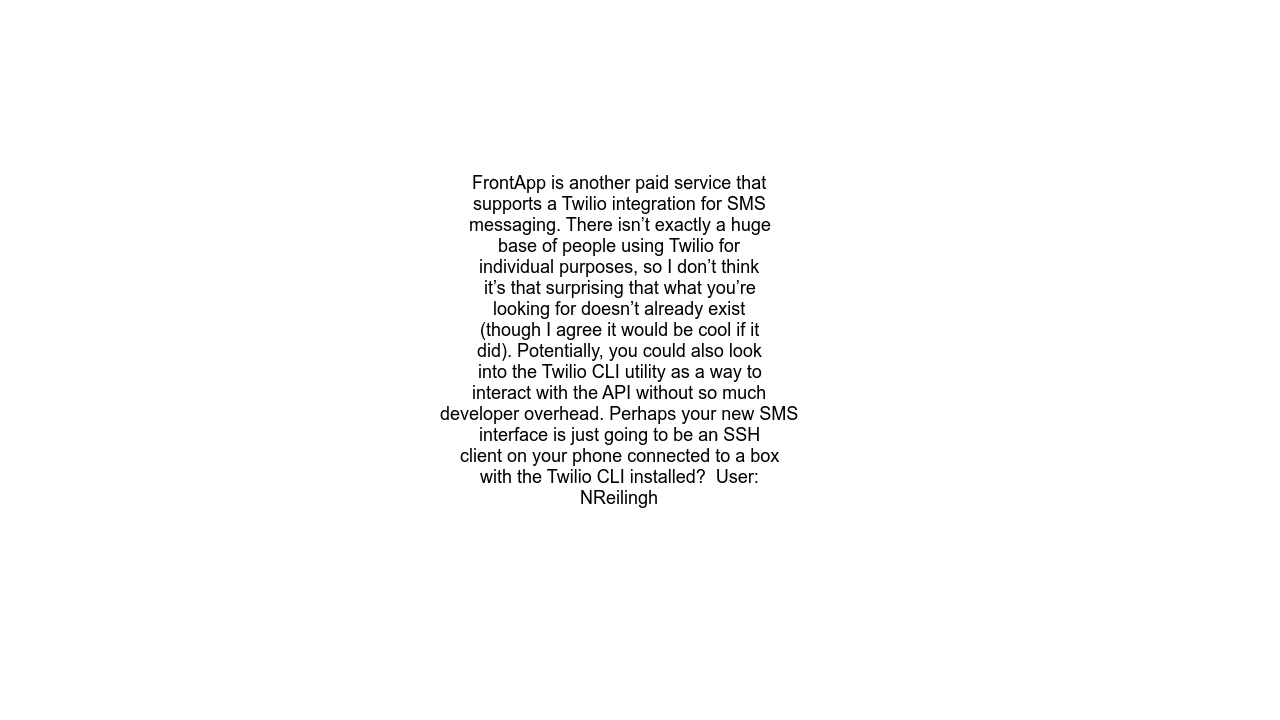 FrontApp is another paid service that
supports a Twilio integration for SMS
messaging. There isn’t exactly a huge
base of people using Twilio for
individual purposes, so I don’t think
it’s that surprising that what you’re
looking for doesn’t already exist
(though I agree it would be cool if it
did). Potentially, you could also look
into the Twilio CLI utility as a way to
interact with the API without so much
developer overhead. Perhaps your new SMS
interface is just going to be an SSH
client on your phone connected to a box
with the Twilio CLI installed?  User:
NReilingh